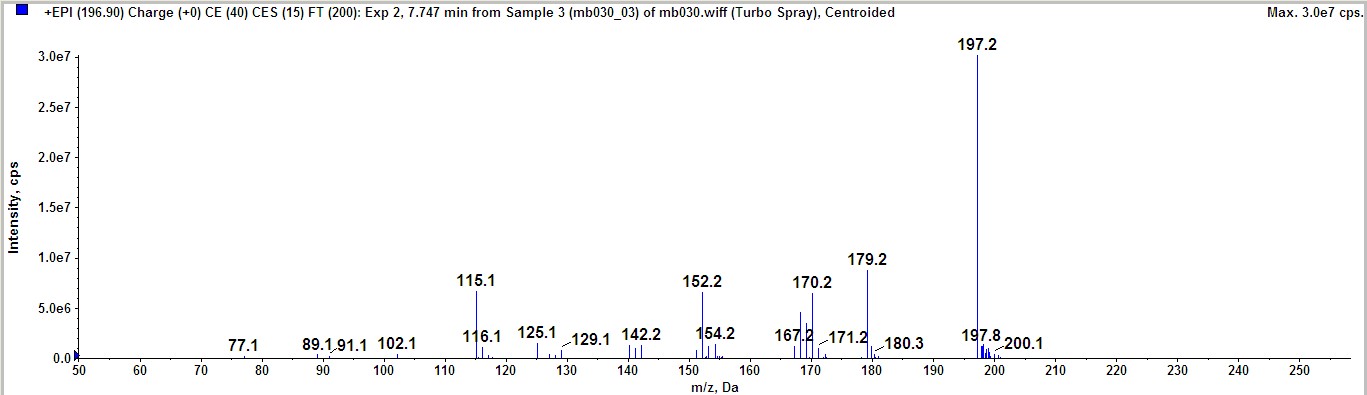 +EPI (196.90) Charge (+0) CE (40) CES (15) FT (200): Exp 2, 7.747 min from Sample 3 (mb030_03) of mb030.wiff (Turbo Spray), Centroided Max. 3.0e7 cps.
197.2
3.0e7
2.5e7
2.0e7
1.5e7
1.0e7
5.0e6
0.0
Intensity, cps
179.2
115.1 152.2 170.2
116.1 125.1 129.1 142.2 154.2 167.2 171.2 180.3 197.8 200.1
77.1 89.1 91.1 102.1
50 60 70 80 90 100 110 120 130 140 150 160 170 180 190 200 210 220 230 240 250
m/z, Da